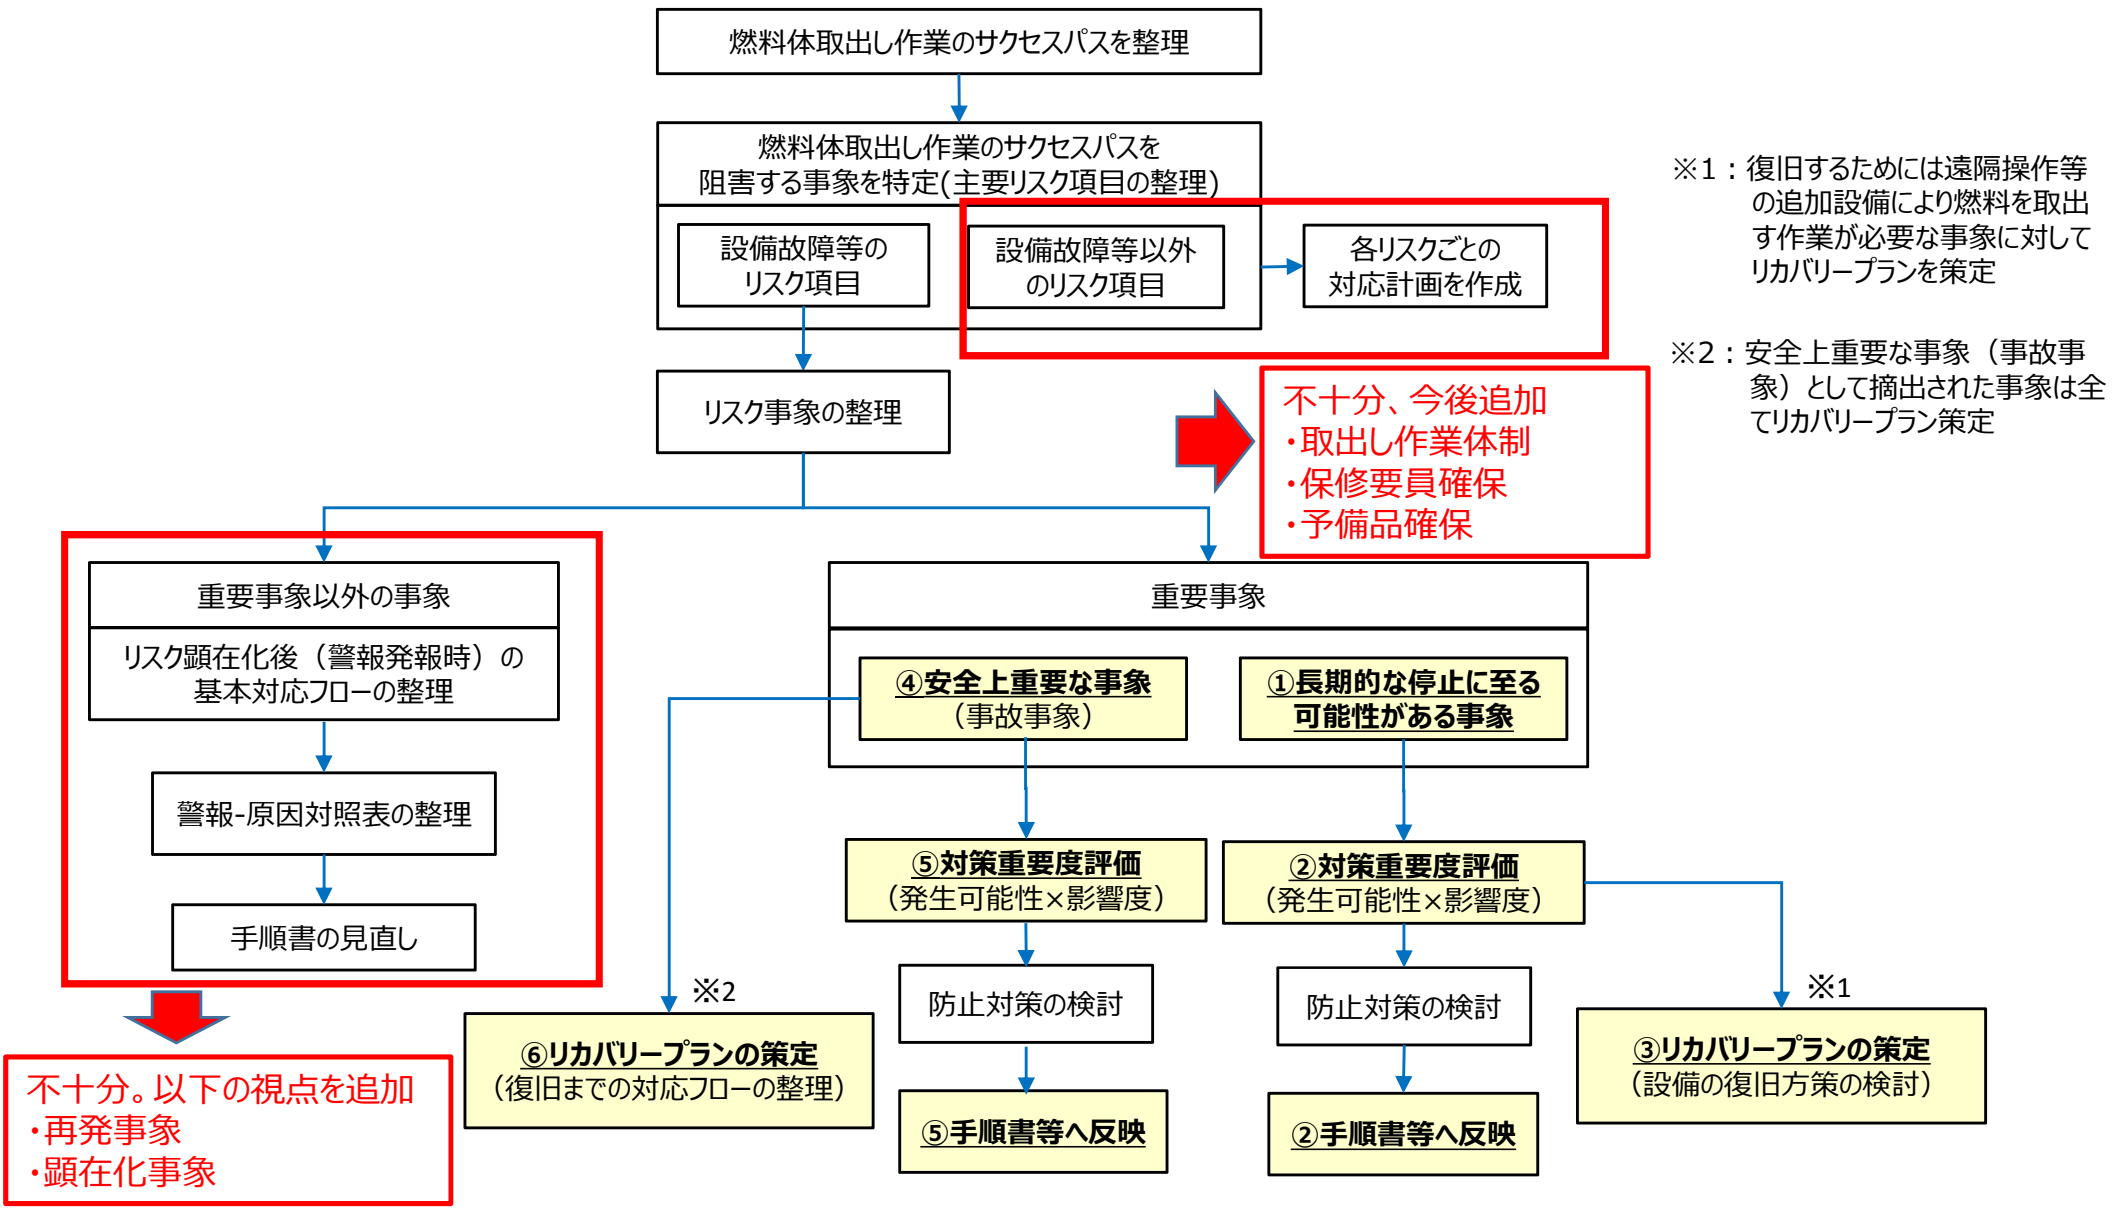 燃料体取出し作業のサクセスパスを整理
燃料体取出し作業のサクセスパスを
阻害する事象を特定(主要リスク項目の整理)
設備故障等の
リスク項目
設備故障等以外
のリスク項目
各リスクごとの
対応計画を作成
※1：復旧するためには遠隔操作等
の追加設備により燃料を取出
す作業が必要な事象に対して
リカバリープランを策定
※2：安全上重要な事象（事故事
象）として摘出された事象は全
てリカバリープラン策定
リスク事象の整理
不十分、今後追加
・取出し作業体制
・保修要員確保
・予備品確保
重要事象以外の事象
リスク顕在化後（警報発報時）の
基本対応フローの整理
警報-原因対照表の整理
手順書の見直し
不十分。以下の視点を追加
・再発事象
・顕在化事象
重要事象
④安全上重要な事象
（事故事象）
①長期的な停止に至る
可能性がある事象
⑤対策重要度評価
（発生可能性×影響度）
②対策重要度評価
（発生可能性×影響度）
※2
⑥リカバリープランの策定
（復旧までの対応フローの整理）
防止対策の検討
防止対策の検討
※1
③リカバリープランの策定
（設備の復旧方策の検討）
⑤手順書等へ反映
②手順書等へ反映